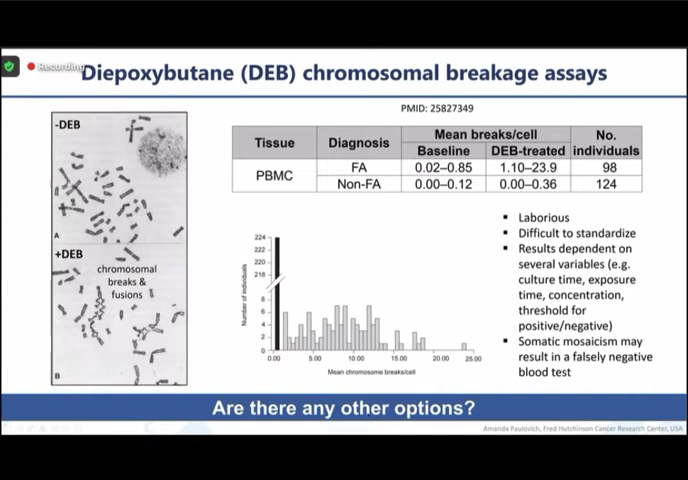 Recording
Diepoxybutane (DEB) chromosomal breakage assays
PMID: 25827349
-DEB
A
+DEB
chromosomal
breaks &
fusions
B
Tissue Diagnosis Mean breaks/cell No. individuals
Baseline DEB-treated
PBMC FA 0.02–0.85 1.10–23.9 98
Non-FA 0.00–0.12 0.00–0.36 124
Number of individuals
224
222
220
218
8
6
4
2
0
0.00 5.00 10.00 15.00 20.00 25.00
Mean chromosome breaks/cell
▪ Laborious
▪ Difficult to standardize
▪ Results dependent on
several variables (e.g.
culture time, exposure
time, concentration,
threshold for
positive/negative)
▪ Somatic mosaicism may
result in a falsely negative
blood test
Are there any other options?
Amanda Paulovich, Fred Hutchinson Cancer Research Center, USA